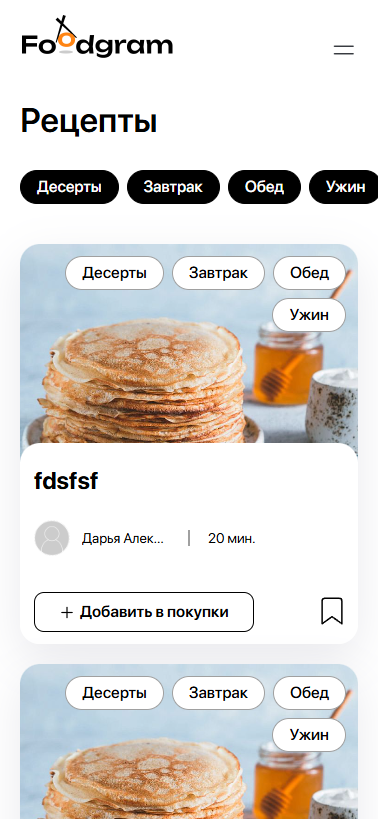 Foodgram
Рецепты
Десерты Завтрак Обед Ужин
Десерты Завтрак Обед
Ужин
fdsfsf
Дарья Алек... | 20 мин.
+ Добавить в покупки
Десерты Завтрак Обед
Ужин